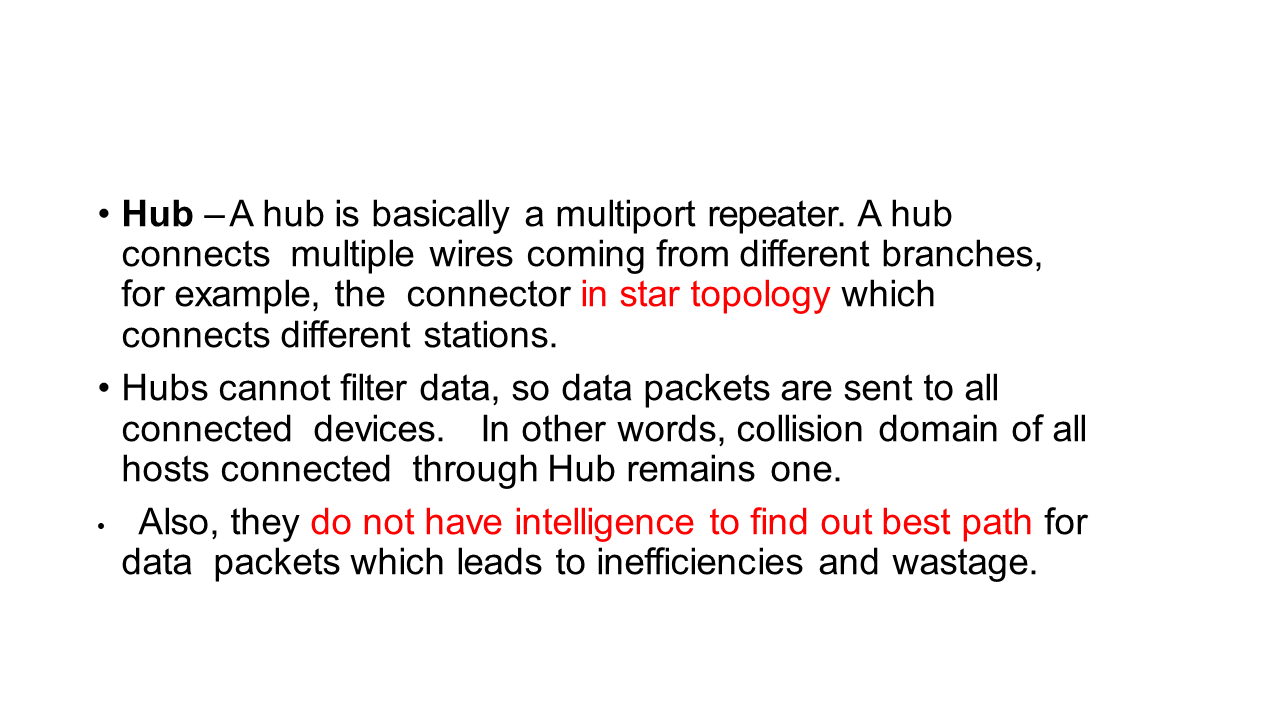 • Hub – A hub is basically a multiport repeater. A hub
connects multiple wires coming from different branches,
for example, the connector in star topology which
connects different stations.
• Hubs cannot filter data, so data packets are sent to all
connected devices. In other words, collision domain of all
hosts connected through Hub remains one.
• Also, they do not have intelligence to find out best path for
data packets which leads to inefficiencies and wastage.